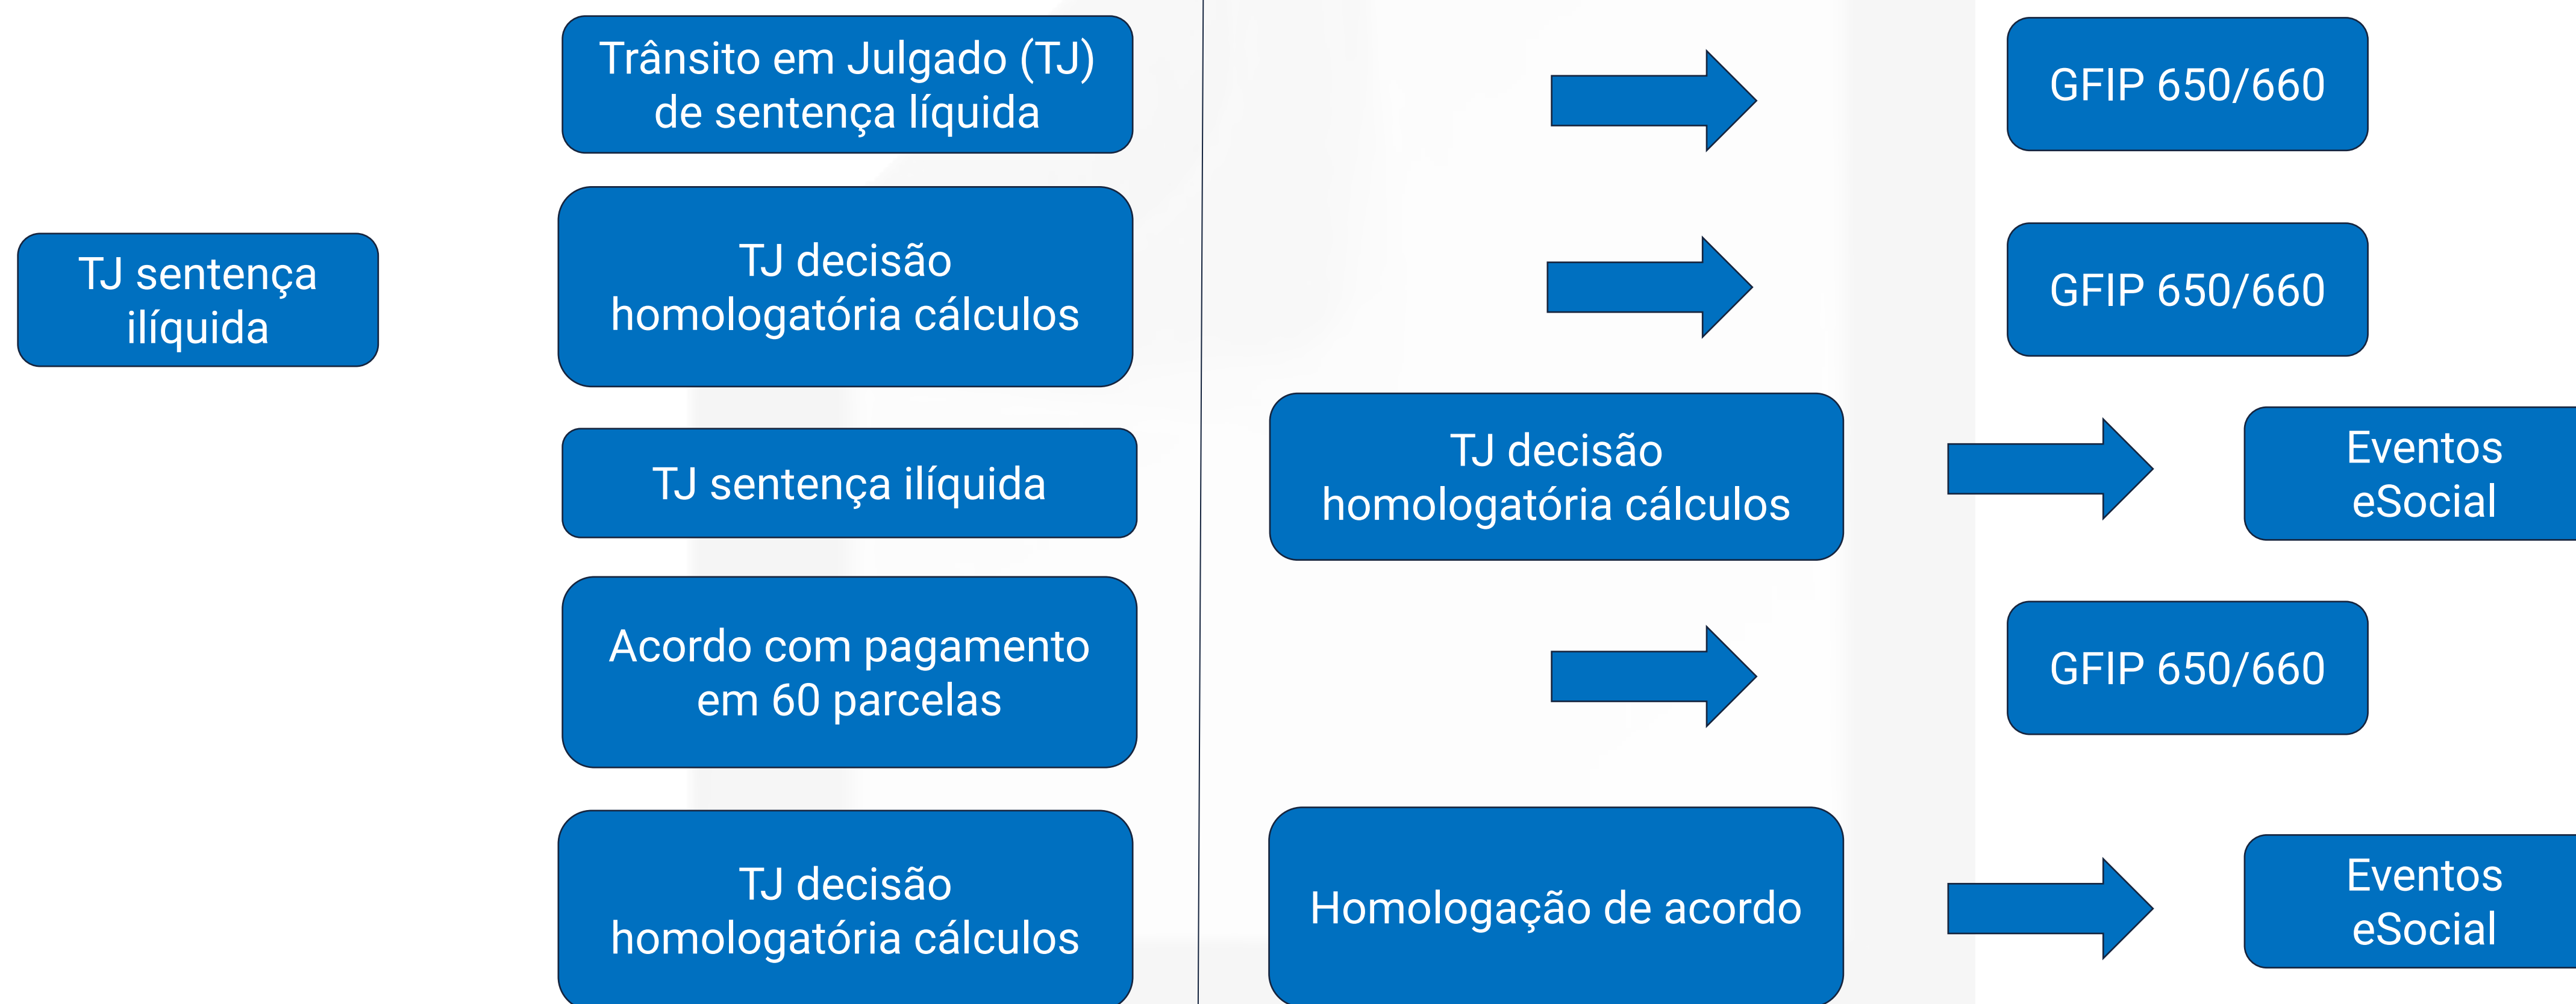 Trânsito em Julgado (TJ)
de sentença líquida
GFIP 650/660
TJ sentença
ilíquida
TJ decisão
homologatória cálculos
GFIP 650/660
TJ sentença ilíquida
TJ decisão
homologatória cálculos
Eventos
eSocial
Acordo com pagamento
em 60 parcelas
GFIP 650/660
TJ decisão
homologatória cálculos
Homologação de acordo
Eventos
eSocial